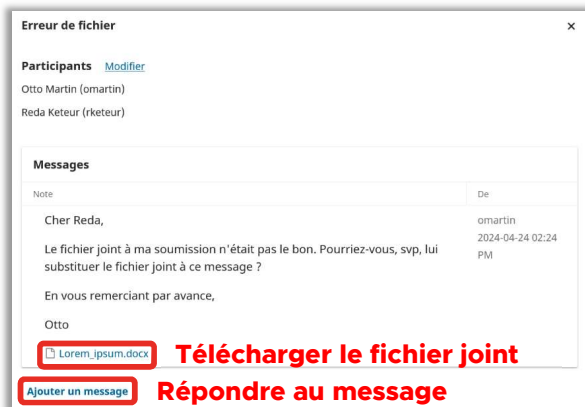 Erreur de fichier ×
Participants Modifier
Otto Martin (omartin)
Reda Keteur (rketeur)
Messages
Note De
Cher Reda, omartin
2024-04-24 02:24
PM
Le fichier joint à ma soumission n'était pas le bon. Pourriez-vous, svp, lui
substituer le fichier joint à ce message ?
En vous remerciant par avance,
Otto
Lorem_ipsum.docx Télécharger le fichier joint
Ajouter un message Répondre au message